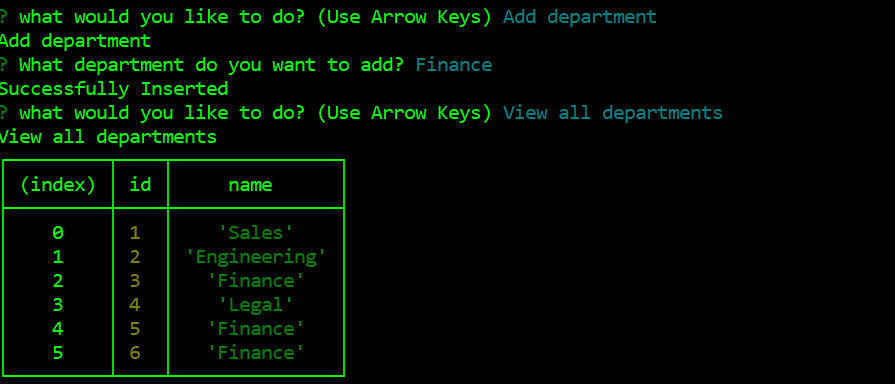 ? what would you like to do? (Use Arrow Keys) Add department
Add department
? What department do you want to add? Finance
Successfully Inserted
? what would you like to do? (Use Arrow Keys) View all departments
View all departments
(index) id name
0 1 'Sales'
1 2 'Engineering'
2 3 'Finance'
3 4 'Legal'
4 5 'Finance'
5 6 'Finance'